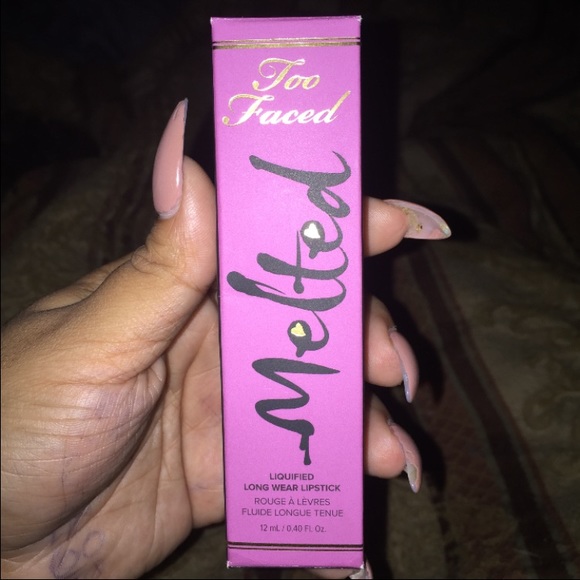 Too
Faced
Melted
LIQUIFIED
LONG WEAR LIPSTICK
ROUGE À LÈVRES
FLUIDE LONGUE TENUE
12 mL / 0.40 Fl Oz.